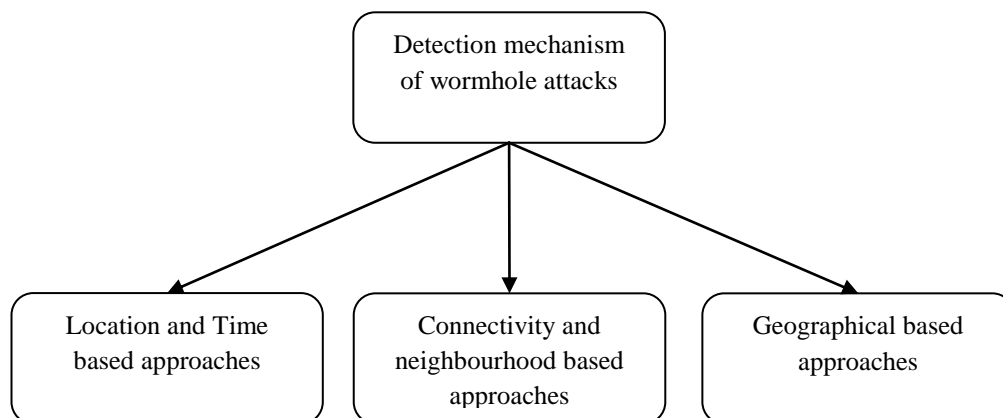 Detection mechanism
of wormhole attacks
Location and Time
based approaches
Connectivity and
neighbourhood based
approaches
Geographical based
approaches